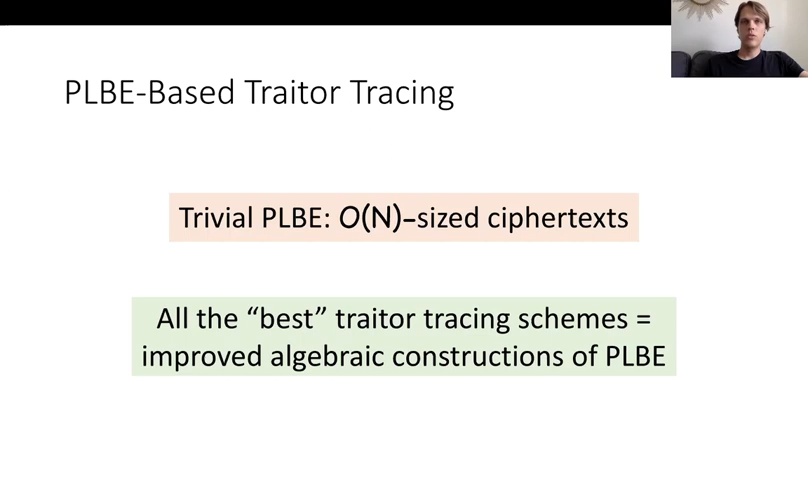 PLBE-Based Traitor Tracing
Trivial PLBE: O(N)-sized ciphertexts
All the “best” traitor tracing schemes =
improved algebraic constructions of PLBE